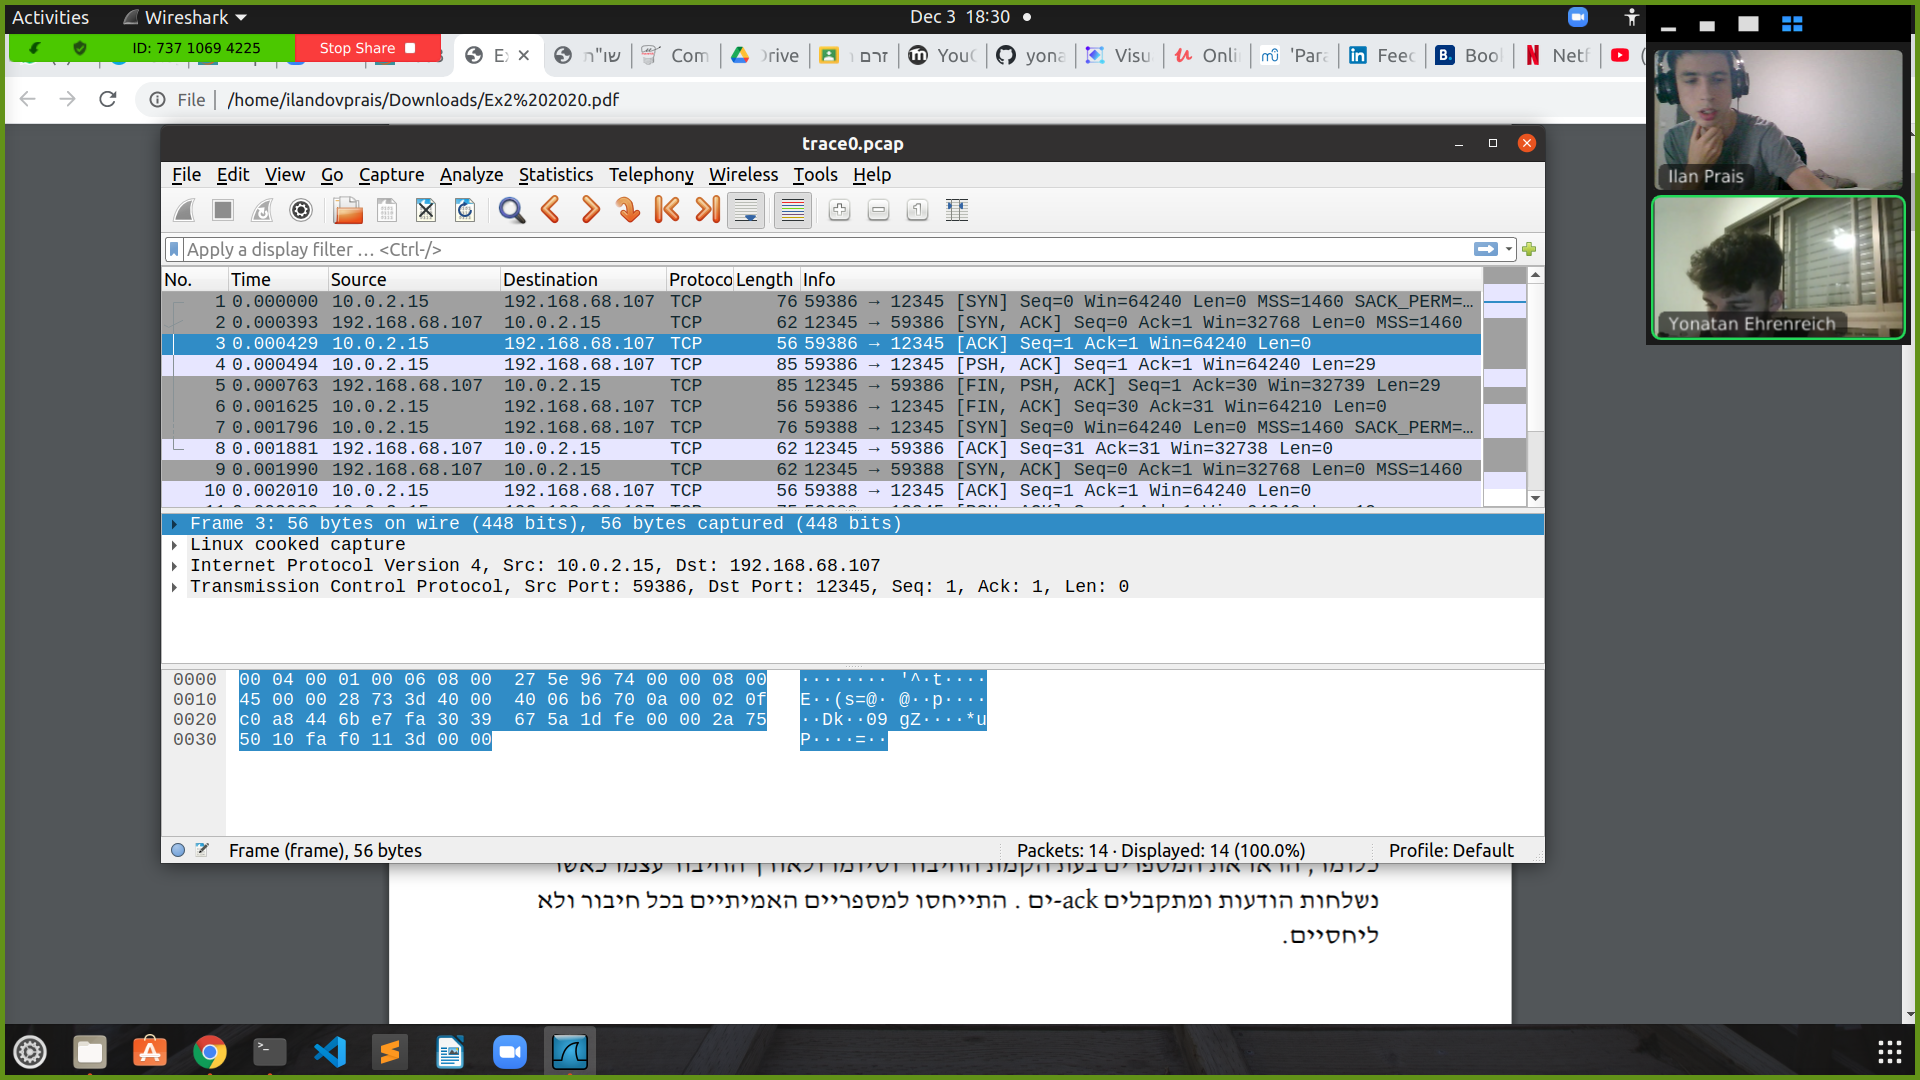 Activities
Wireshark
Dec 3 18:30
ID: 737 1069 4225
Stop Share
שו"ח
Com
Drive
זרם
YouC
yona
Visu
Onli
'Para
Feec
Bool
Netf
File
/home/ilandovprais/Downloads/Ex2%202020.pdf
Ilan Prais
Yonatan Ehrenreich
trace0.pcap
File Edit View Go Capture Analyze Statistics Telephony Wireless Tools Help
Apply a display filter … <Ctrl-/>
No. Time Source Destination Protoco Length Info
1 0.000000 10.0.2.15 192.168.68.107 TCP 76 59386 → 12345 [SYN] Seq=0 Win=64240 Len=0 MSS=1460 SACK_PERM=…
2 0.000393 192.168.68.107 10.0.2.15 TCP 62 12345 → 59386 [SYN, ACK] Seq=0 Ack=1 Win=32768 Len=0 MSS=1460
3 0.000429 10.0.2.15 192.168.68.107 TCP 56 59386 → 12345 [ACK] Seq=1 Ack=1 Win=64240 Len=0
4 0.000494 10.0.2.15 192.168.68.107 TCP 85 59386 → 12345 [PSH, ACK] Seq=1 Ack=1 Win=64240 Len=29
5 0.000763 192.168.68.107 10.0.2.15 TCP 85 12345 → 59386 [FIN, PSH, ACK] Seq=1 Ack=30 Win=32739 Len=29
6 0.001625 10.0.2.15 192.168.68.107 TCP 56 59386 → 12345 [FIN, ACK] Seq=30 Ack=31 Win=64210 Len=0
7 0.001796 10.0.2.15 192.168.68.107 TCP 76 59388 → 12345 [SYN] Seq=0 Win=64240 Len=0 MSS=1460 SACK_PERM=…
8 0.001881 192.168.68.107 10.0.2.15 TCP 62 12345 → 59386 [ACK] Seq=31 Ack=31 Win=32738 Len=0
9 0.001990 192.168.68.107 10.0.2.15 TCP 62 12345 → 59388 [SYN, ACK] Seq=0 Ack=1 Win=32768 Len=0 MSS=1460
10 0.002010 10.0.2.15 192.168.68.107 TCP 56 59388 → 12345 [ACK] Seq=1 Ack=1 Win=64240 Len=0
Frame 3: 56 bytes on wire (448 bits), 56 bytes captured (448 bits)
Linux cooked capture
Internet Protocol Version 4, Src: 10.0.2.15, Dst: 192.168.68.107
Transmission Control Protocol, Src Port: 59386, Dst Port: 12345, Seq: 1, Ack: 1, Len: 0
0000 00 04 00 01 00 06 08 00 27 5e 96 74 00 00 08 00 ········ '^·t····
0010 45 00 00 28 73 3d 40 00 40 06 b6 70 0a 00 02 0f E··(s=@· @··p····
0020 c0 a8 44 6b e7 fa 30 39 67 5a 1d fe 00 00 2a 75 ··Dk··09 gZ····*u
0030 50 10 fa f0 11 3d 00 00 P····=··
Frame (frame), 56 bytes
Packets: 14 · Displayed: 14 (100.0%)
Profile: Default
כלומר, הראו את המספרים בעת הקמת החיבור וסיומו ולאורך החיבור עצמו כאשר
נשלחות הודעות ומתקבלים ack-ים . התייחסו למספריים האמיתיים בכל חיבור ולא
ליחסיים.